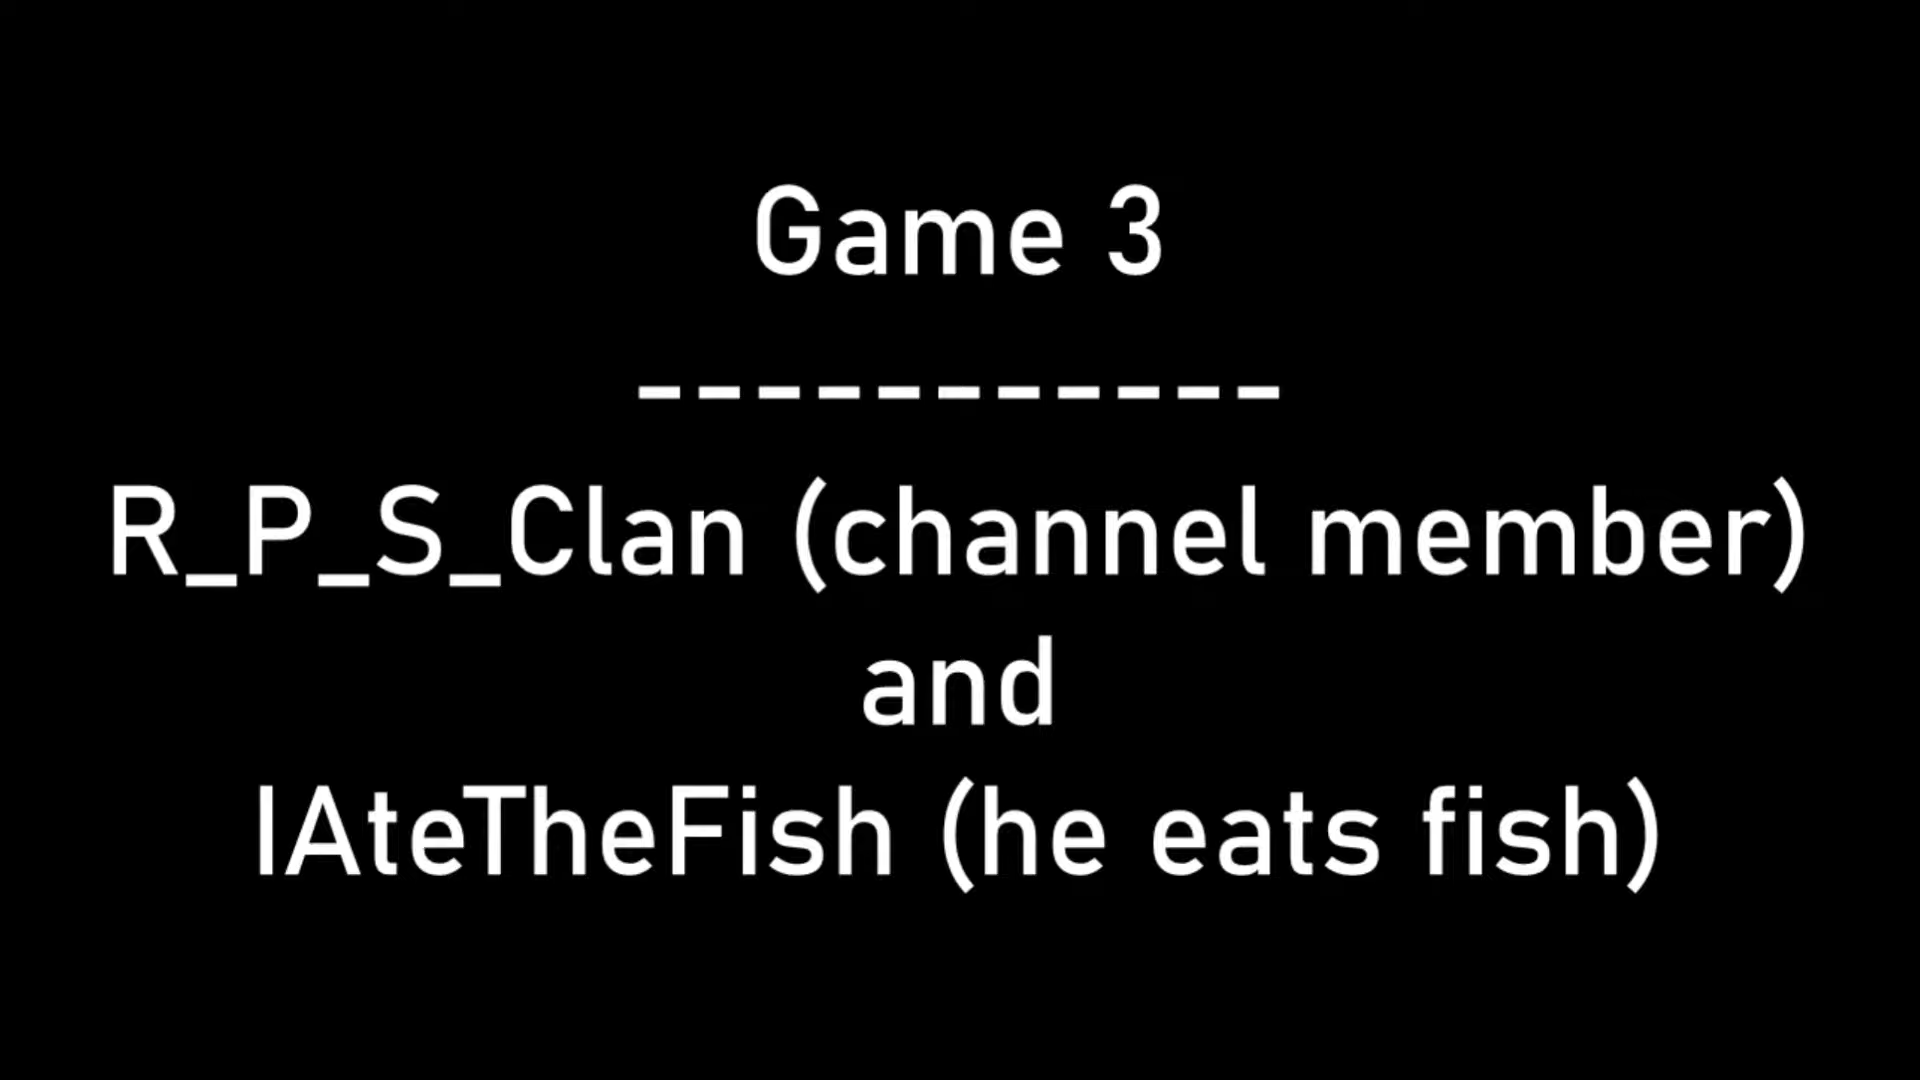 Game 3
-----------
R_P_S_Clan (channel member)
and
IAteTheFish (he eats fish)